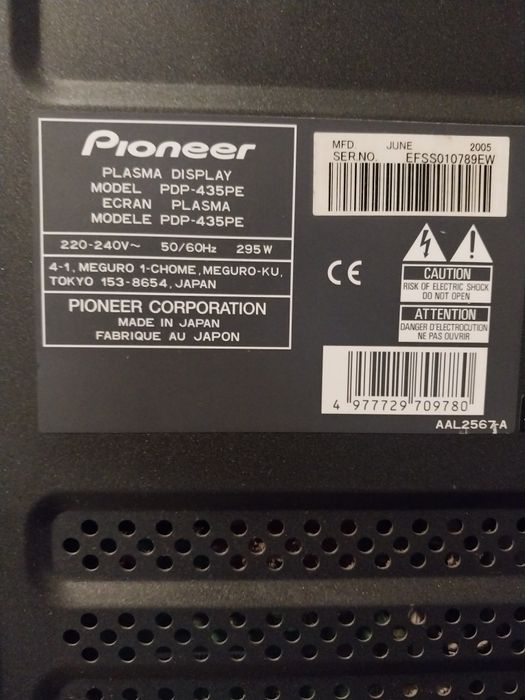 Pioneer
PLASMA DISPLAY
MODEL PDP-435PE
ECRAN PLASMA
MODELE PDP-435PE
220-240V~ 50/60Hz 295W
4-1, MEGURO 1-CHOME, MEGURO-KU,
TOKYO 153-8654, JAPAN
PIONEER CORPORATION
MADE IN JAPAN
FABRIQUE AU JAPON
MFD JUNE 2005
SER.NO. EFSS010789EW
CE
CAUTION
RISK OF ELECTRIC SHOCK
DO NOT OPEN
ATTENTION
DANGER D'ELECTROCUTION
NE PAS OUVRIR
4 977729 709780
AAL2567-A